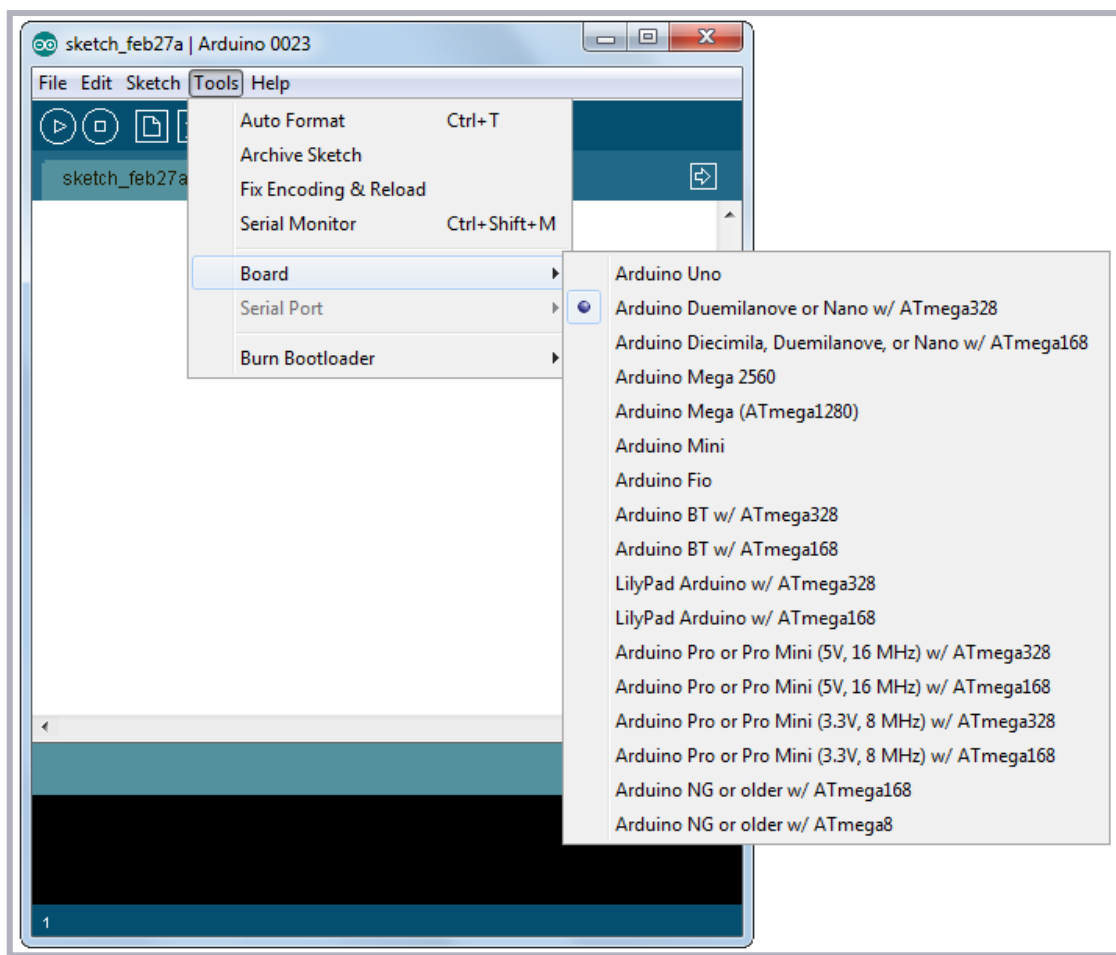 sketch_feb27a | Arduino 0023
File Edit Sketch Tools Help
sketch_feb27a
Auto Format Ctrl+T
Archive Sketch
Fix Encoding & Reload
Serial Monitor Ctrl+Shift+M
Board
Serial Port
Burn Bootloader
Arduino Uno
Arduino Duemilanove or Nano w/ ATmega328
Arduino Diecimila, Duemilanove, or Nano w/ ATmega168
Arduino Mega 2560
Arduino Mega (ATmega1280)
Arduino Mini
Arduino Fio
Arduino BT w/ ATmega328
Arduino BT w/ ATmega168
LilyPad Arduino w/ ATmega328
LilyPad Arduino w/ ATmega168
Arduino Pro or Pro Mini (5V, 16 MHz) w/ ATmega328
Arduino Pro or Pro Mini (5V, 16 MHz) w/ ATmega168
Arduino Pro or Pro Mini (3.3V, 8 MHz) w/ ATmega328
Arduino Pro or Pro Mini (3.3V, 8 MHz) w/ ATmega168
Arduino NG or older w/ ATmega168
Arduino NG or older w/ ATmega8
1